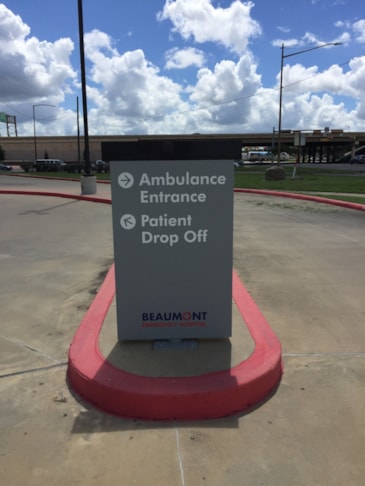 Ambulance
Entrance
Patient
Drop Off
BEAUMONT
EMERGENCY HOSPITAL